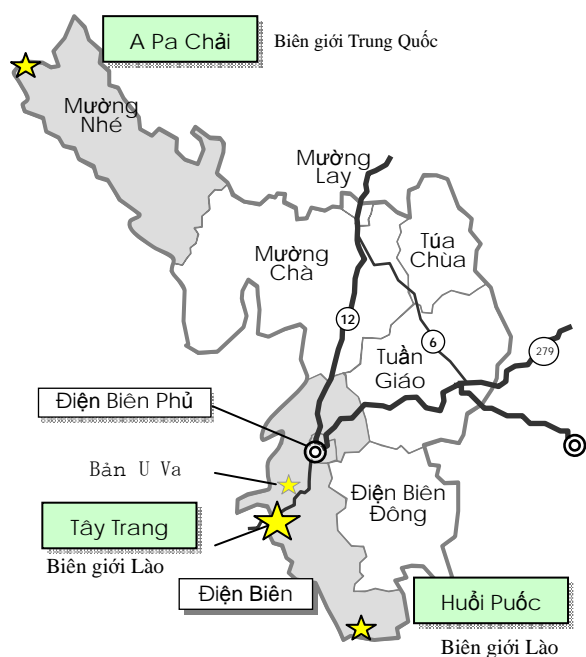 A Pa Chải
Biên giới Trung Quốc
Mường
Nhé
Mường
Lay
Túa
Chùa
Mường
Chà
12
6
279
Tuần
Giáo
Điện Biên Phủ
Bản U Va
Điện Biên
Đông
Tây Trang
Biên giới Lào
Điện Biên
Huổi Puốc
Biên giới Lào